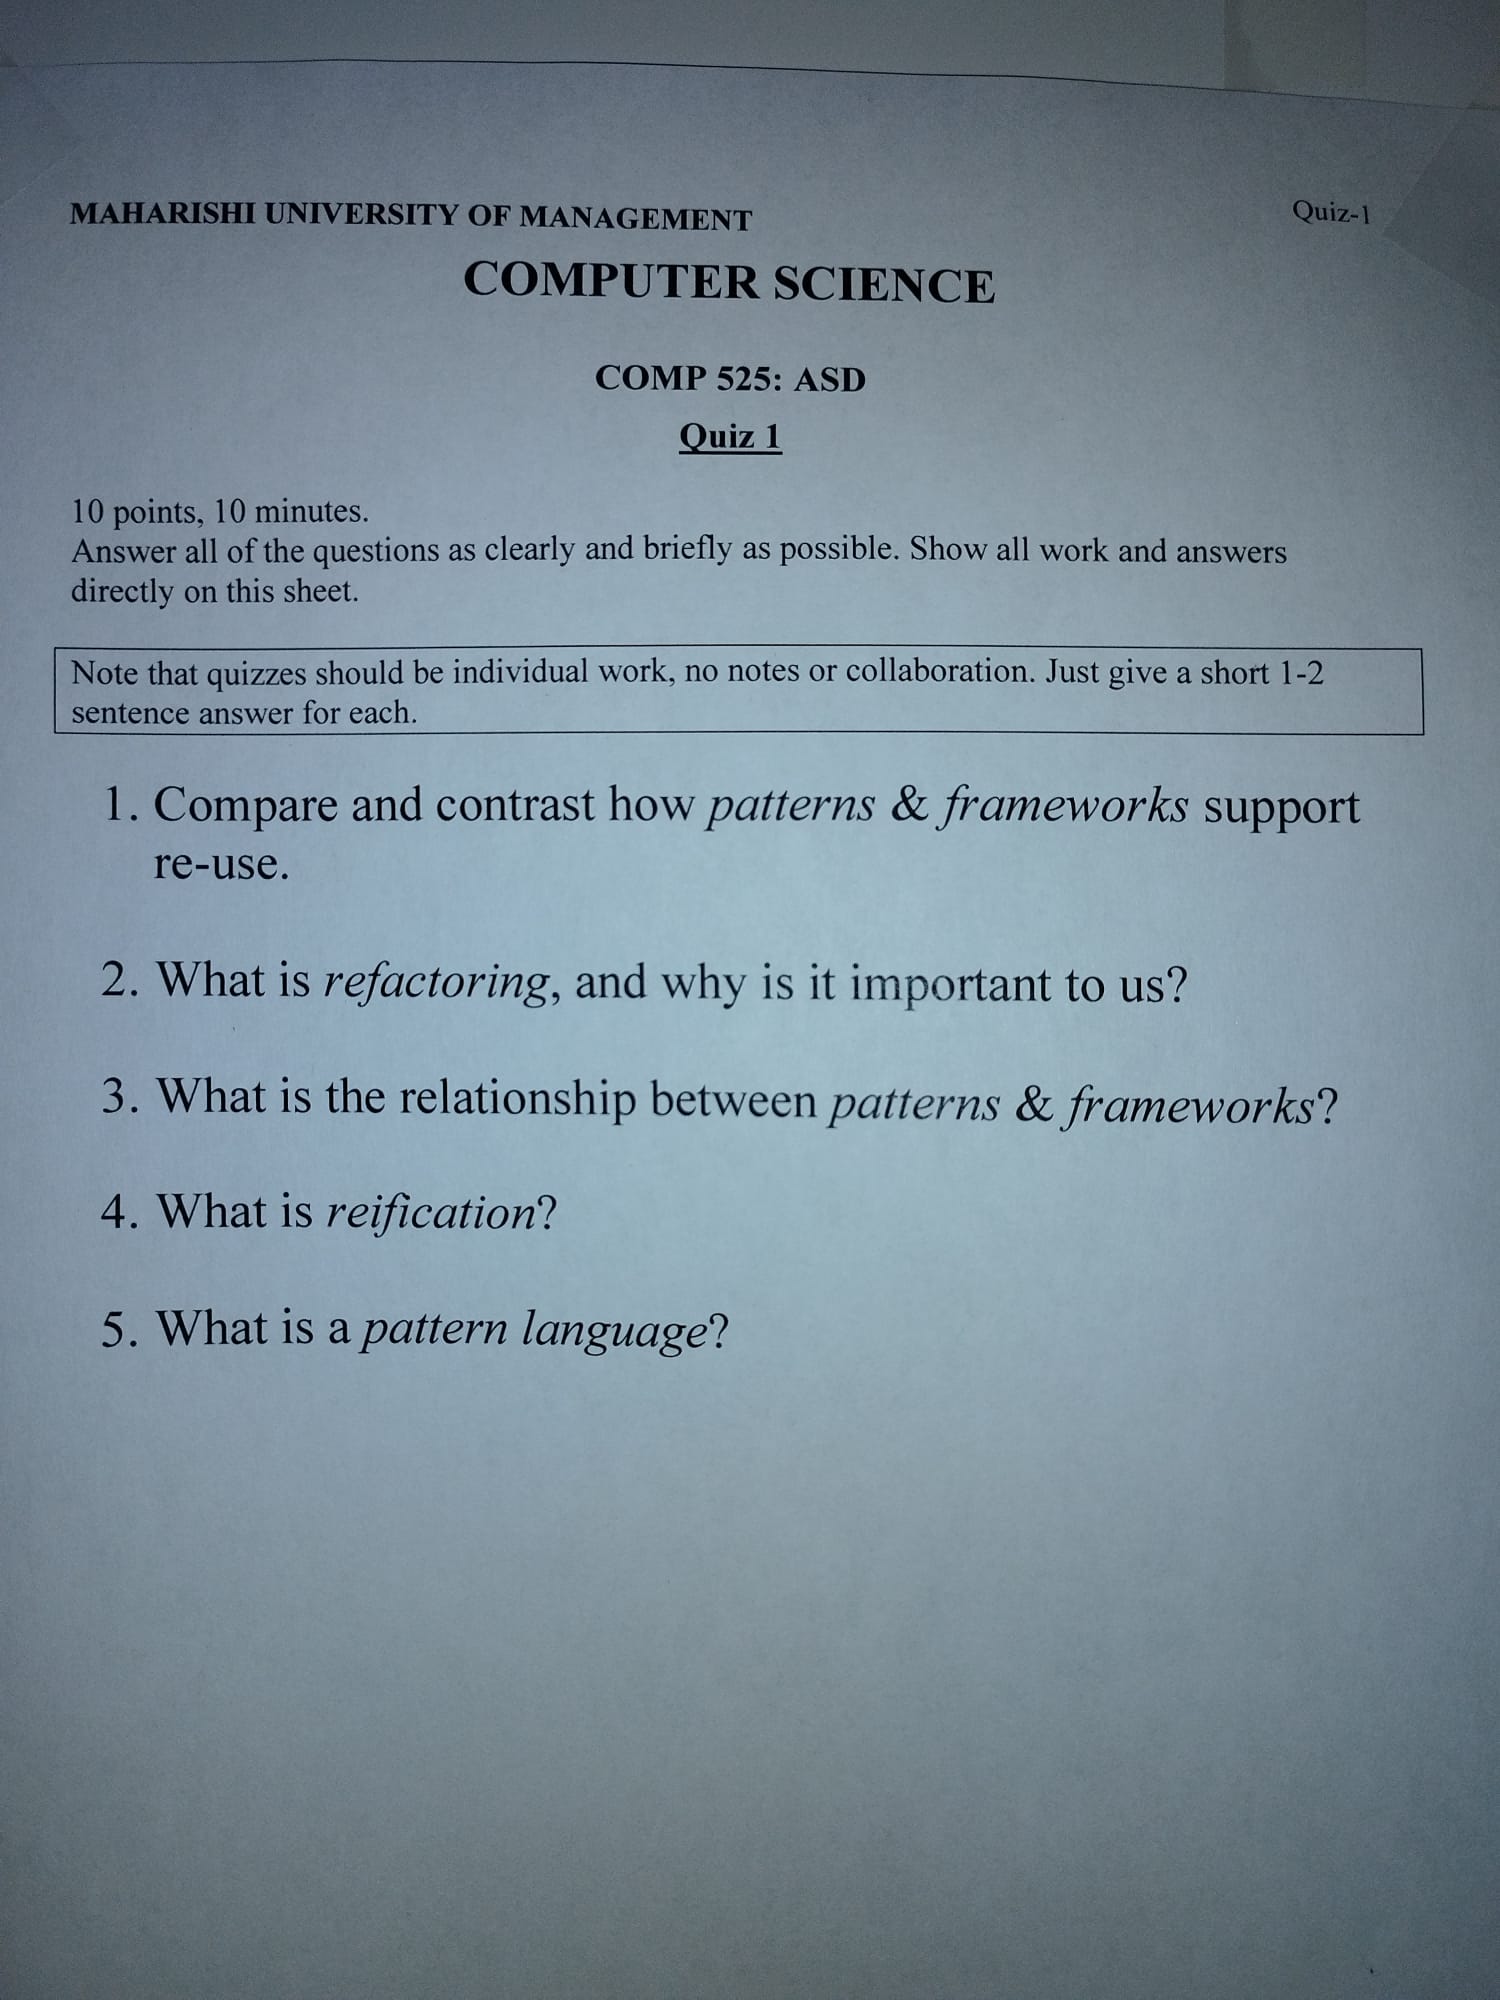 MAHARISHI UNIVERSITY OF MANAGEMENT Quiz-1
COMPUTER SCIENCE
COMP 525: ASD
Quiz 1
10 points, 10 minutes.
Answer all of the questions as clearly and briefly as possible. Show all work and answers
directly on this sheet.
Note that quizzes should be individual work, no notes or collaboration. Just give a short 1-2
sentence answer for each.
1. Compare and contrast how patterns & frameworks support
re-use.
2. What is refactoring, and why is it important to us?
3. What is the relationship between patterns & frameworks?
4. What is reification?
5. What is a pattern language?